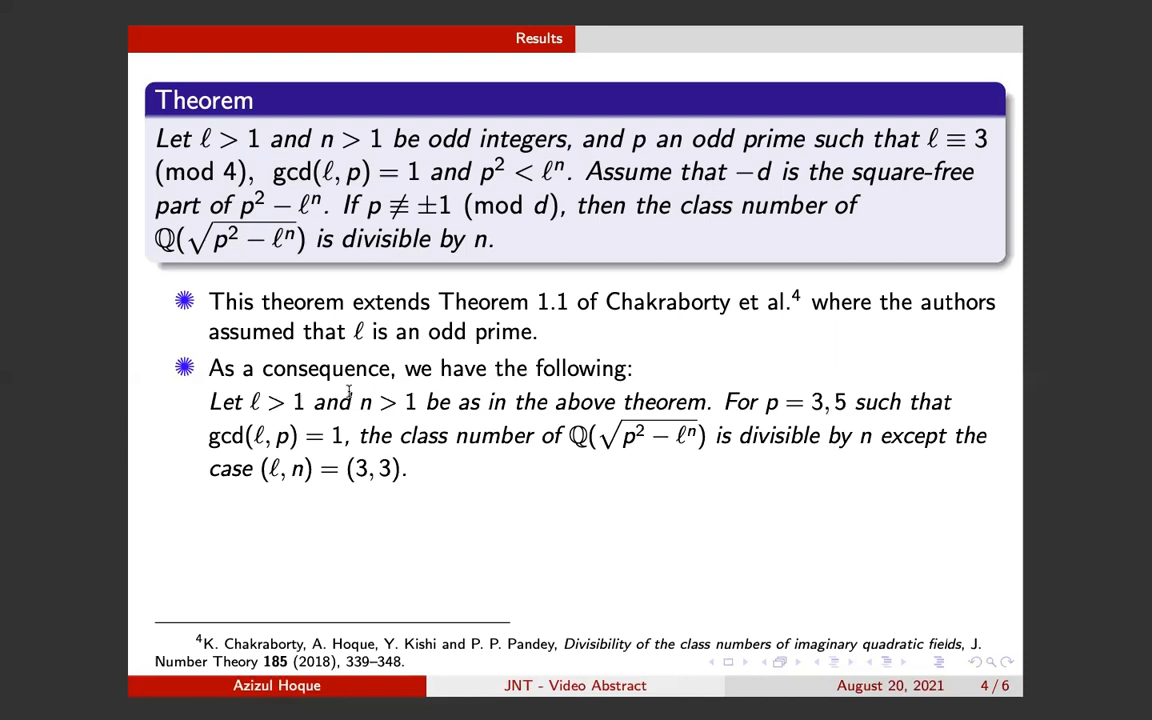 Results
Theorem
Let ℓ > 1 and n > 1 be odd integers, and p an odd prime such that ℓ ≡ 3
(mod 4), gcd(ℓ, p) = 1 and p² < ℓⁿ. Assume that −d is the square-free
part of p² − ℓⁿ. If p ≢ ±1 (mod d), then the class number of
ℚ(√p² − ℓⁿ) is divisible by n.
This theorem extends Theorem 1.1 of Chakraborty et al.⁴ where the authors
assumed that ℓ is an odd prime.
As a consequence, we have the following:
Let ℓ > 1 and n > 1 be as in the above theorem. For p = 3, 5 such that
gcd(ℓ, p) = 1, the class number of ℚ(√p² − ℓⁿ) is divisible by n except the
case (ℓ, n) = (3, 3).
⁴K. Chakraborty, A. Hoque, Y. Kishi and P. P. Pandey, Divisibility of the class numbers of imaginary quadratic fields, J.
Number Theory 185 (2018), 339–348.
Azizul Hoque JNT - Video Abstract August 20, 2021 4 / 6